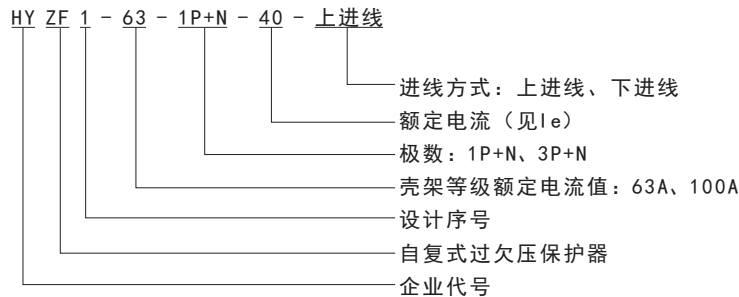 HY ZF 1 - 63 - 1P+N - 40 - 上进线
进线方式：上进线、下进线
额定电流（见Ie）
极数：1P+N、3P+N
壳架等级额定电流值：63A、100A
设计序号
自复式过欠压保护器
企业代号